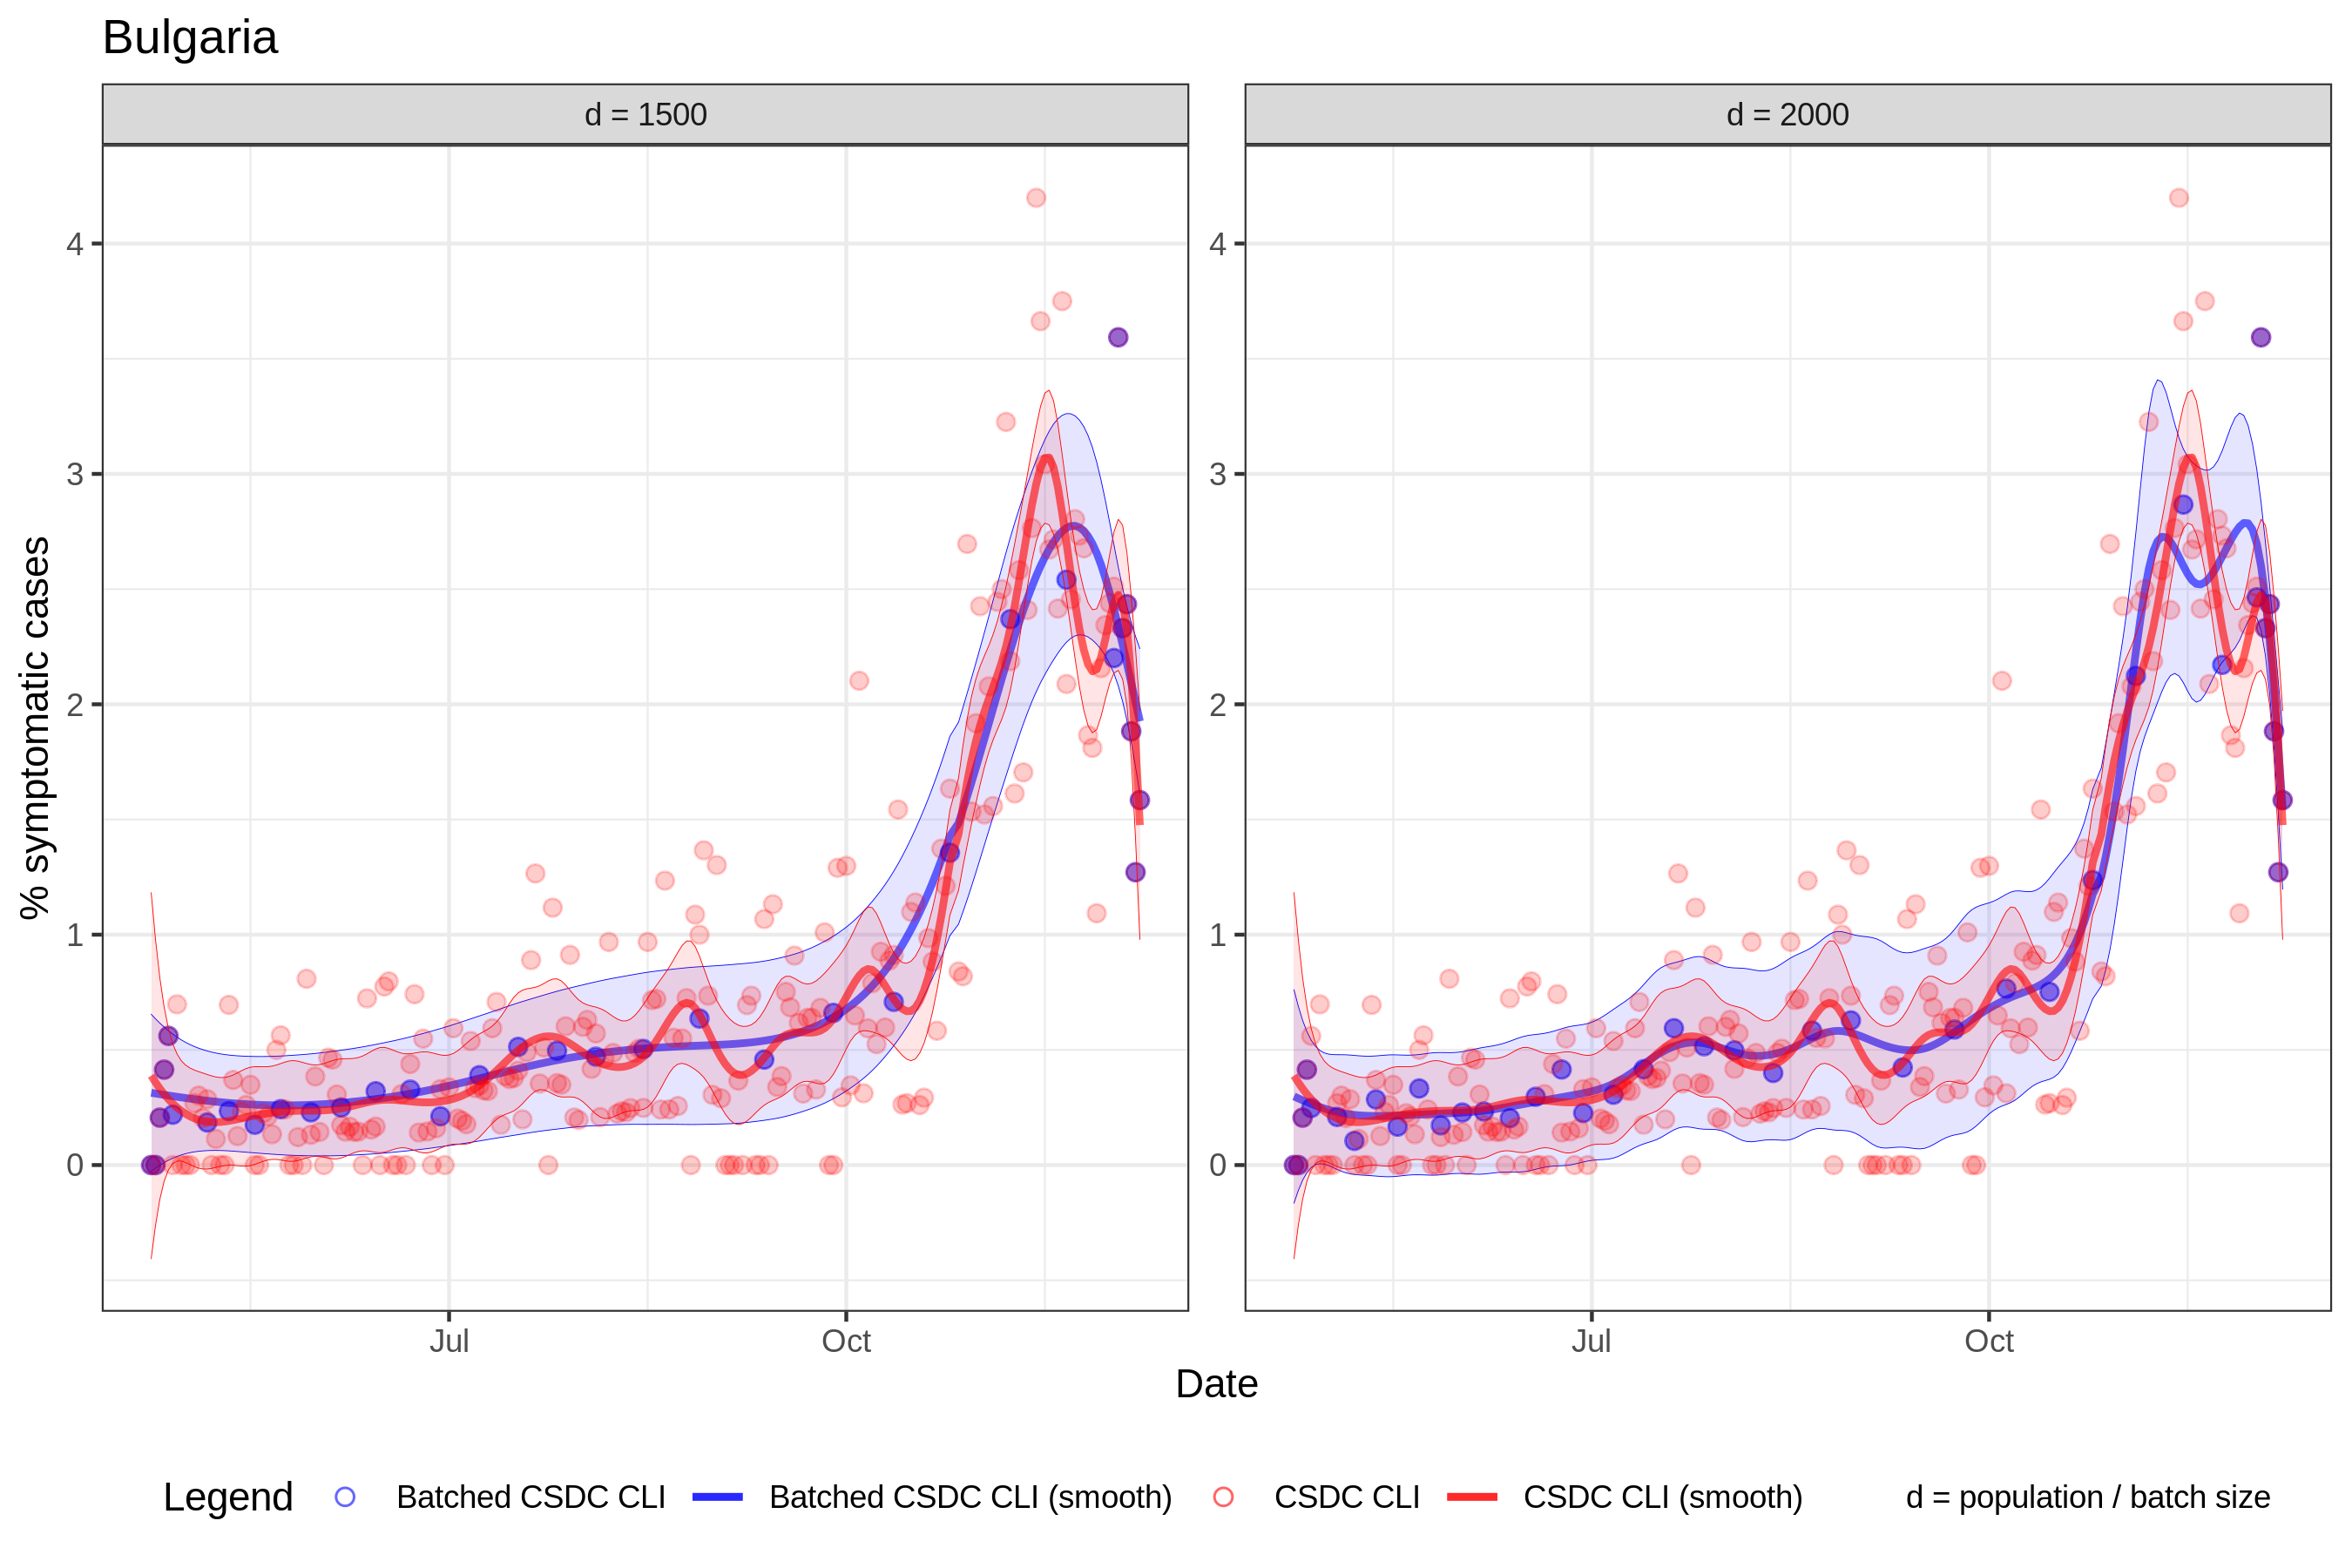 Bulgaria
d = 1500
d = 2000
% symptomatic cases
4
3
2
1
0
4
3
2
1
0
Jul
Oct
Jul
Oct
Date
Legend
Batched CSDC CLI
Batched CSDC CLI (smooth)
CSDC CLI
CSDC CLI (smooth)
d = population / batch size